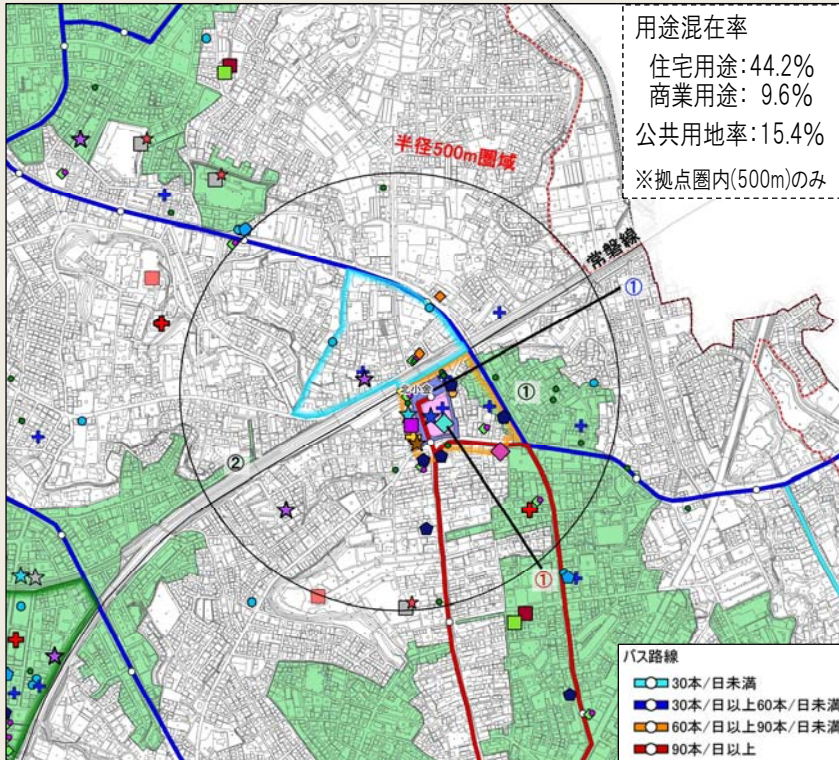 用途混在率
住宅用途:44.2%
商業用途: 9.6%
公共用地率:15.4%
※拠点圏内(500m)のみ
半径500m圏域
常磐線
①
小金
①
②
①
バス路線
30本/日未満
30本/日以上60本/日未満
60本/日以上90本/日未満
90本/日以上